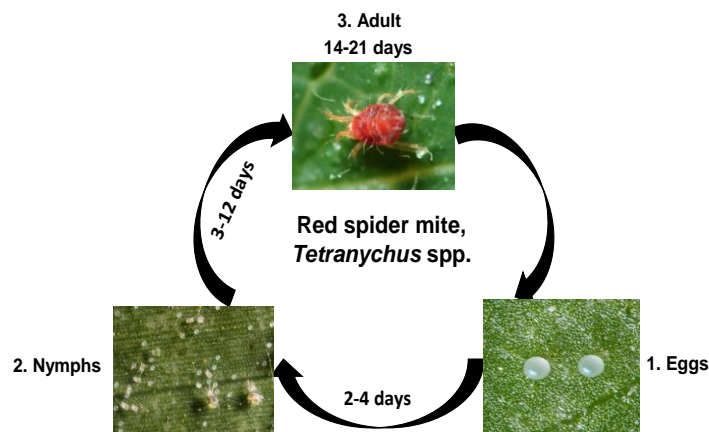 3. Adult
14-21 days
3-12 days
Red spider mite,
Tetranychus spp.
2. Nymphs
1. Eggs
2-4 days